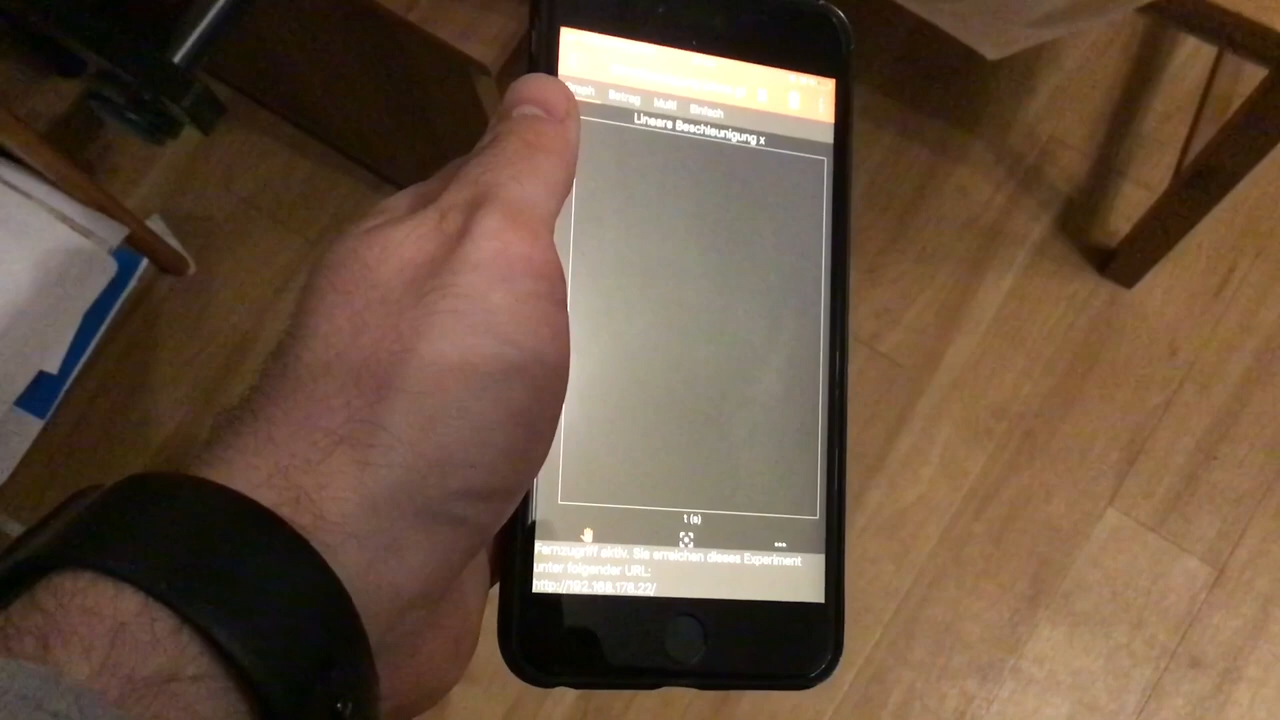 Graph Betrag Multi Einfach
Lineare Beschleunigung x
t (s)
Fernzugriff aktiv. Sie erreichen dieses Experiment
unter folgender URL:
http://192.168.178.22/